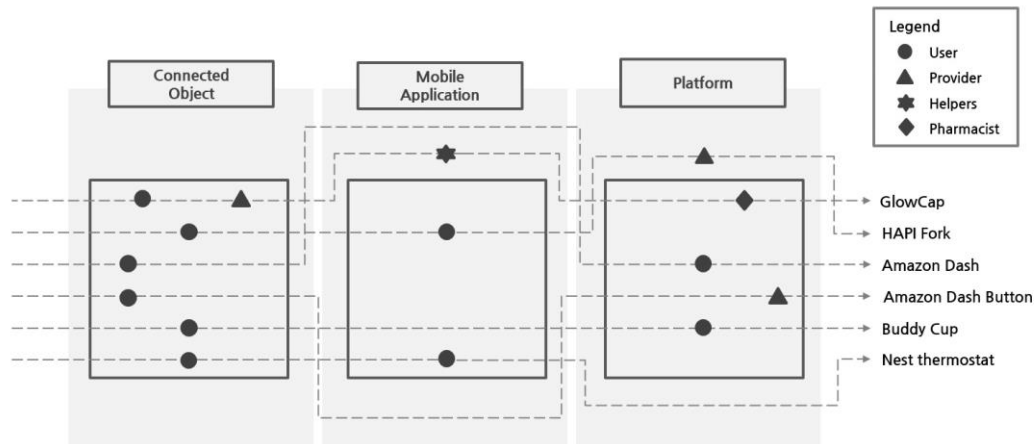 Legend
User
Provider
Helpers
Pharmacist
Connected
Object
Mobile
Application
Platform
GlowCap
HAPI Fork
Amazon Dash
Amazon Dash Button
Buddy Cup
Nest thermostat